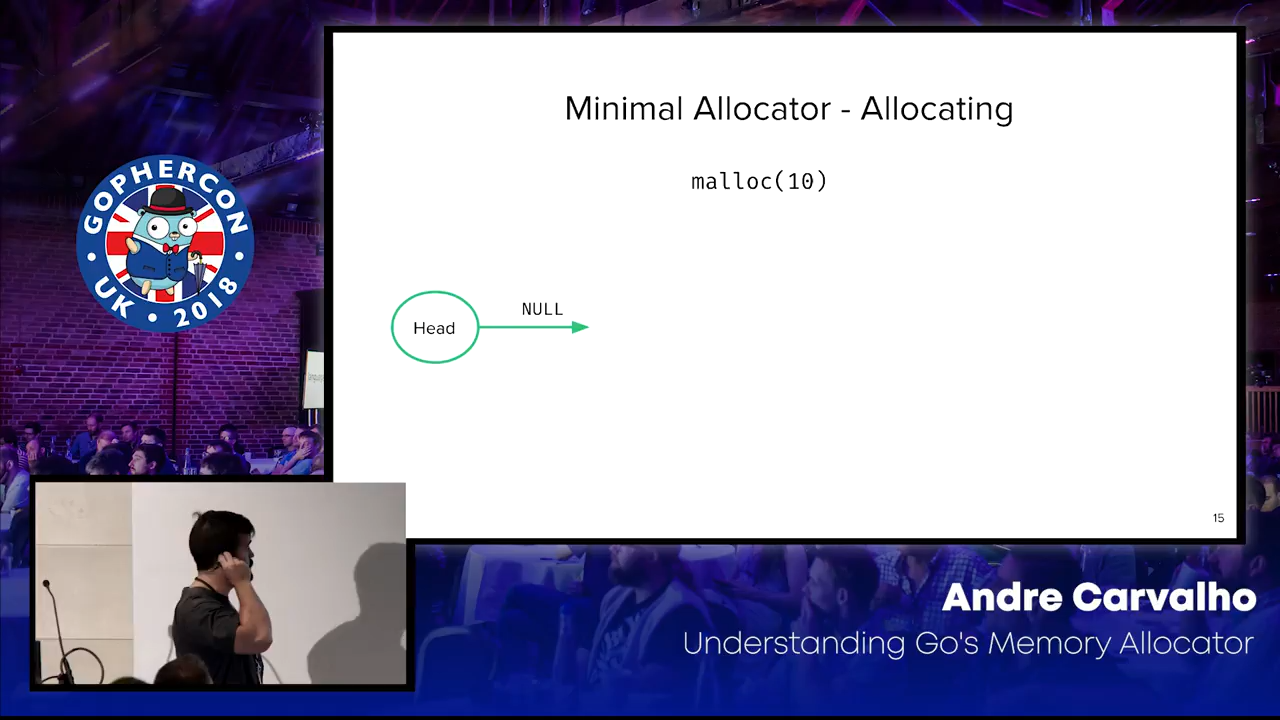 GOPHERCON
UK • 2018
Minimal Allocator - Allocating
malloc(10)
Head
NULL
15
Andre Carvalho
Understanding Go's Memory Allocator